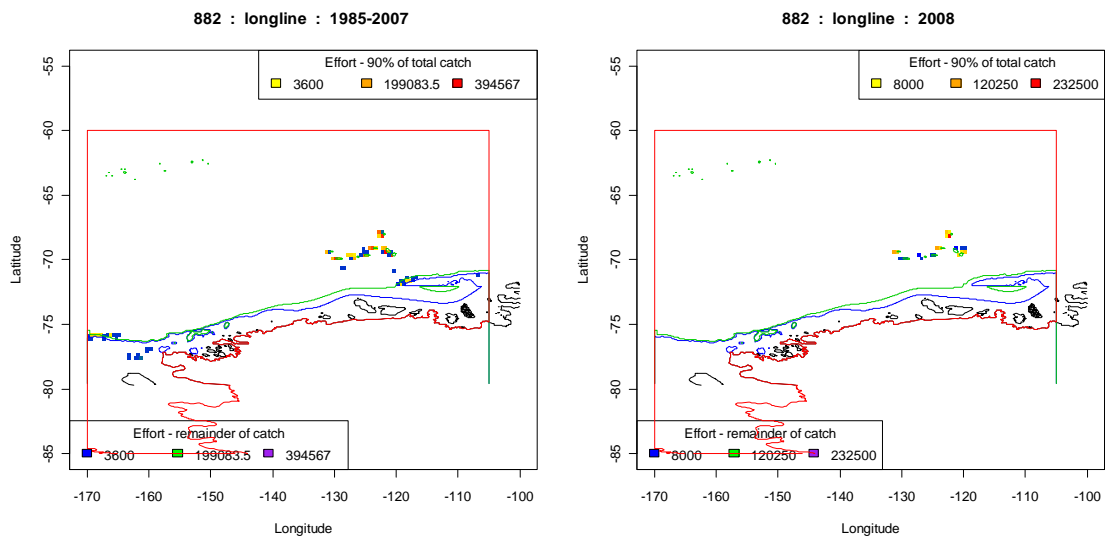 882 : longline : 1985-2007
Effort - 90% of total catch
3600 199083.5 394567
-55
-60
-65
-70
-75
-80
-85
Latitude
Effort - remainder of catch
3600 199083.5 394567
-170 -160 -150 -140 -130 -120 -110 -100
Longitude
882 : longline : 2008
Effort - 90% of total catch
8000 120250 232500
-55
-60
-65
-70
-75
-80
-85
Latitude
Effort - remainder of catch
8000 120250 232500
-170 -160 -150 -140 -130 -120 -110 -100
Longitude